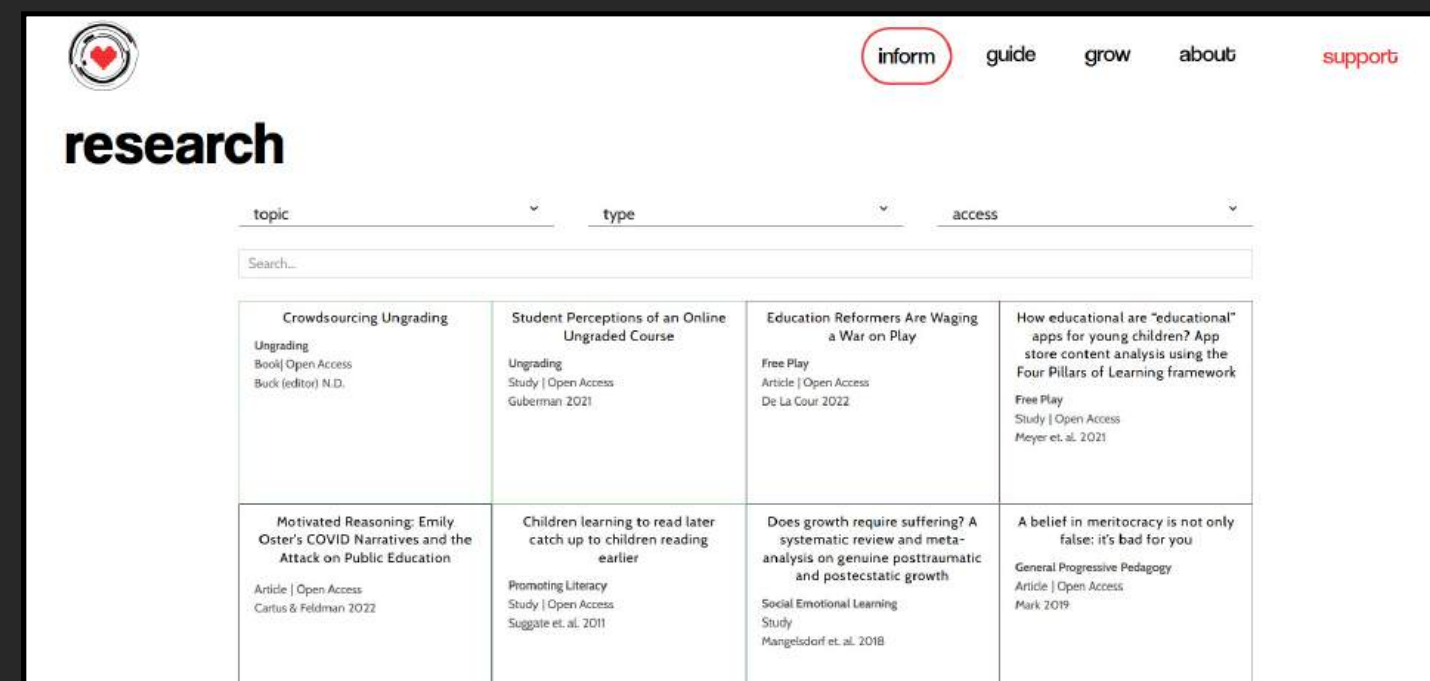 inform
guide
grow
about
support
research
topic
type
access
Search...
Crowdsourcing Ungrading
Ungrading
Book| Open Access
Buck (editor) N.D.
Student Perceptions of an Online
Ungraded Course
Ungrading
Study | Open Access
Guberman 2021
Education Reformers Are Waging
a War on Play
Free Play
Article | Open Access
De La Cour 2022
How educational are “educational”
apps for young children? App
store content analysis using the
Four Pillars of Learning framework
Free Play
Study | Open Access
Meyer et. al. 2021
Motivated Reasoning: Emily
Oster's COVID Narratives and the
Attack on Public Education
Article | Open Access
Cartus & Feldman 2022
Children learning to read later
catch up to children reading
earlier
Promoting Literacy
Study | Open Access
Suggate et. al. 2011
Does growth require suffering? A
systematic review and meta-
analysis on genuine posttraumatic
and postecstatic growth
Social Emotional Learning
Study
Mangelsdorf et. al. 2018
A belief in meritocracy is not only
false: it’s bad for you
General Progressive Pedagogy
Article | Open Access
Mark 2019